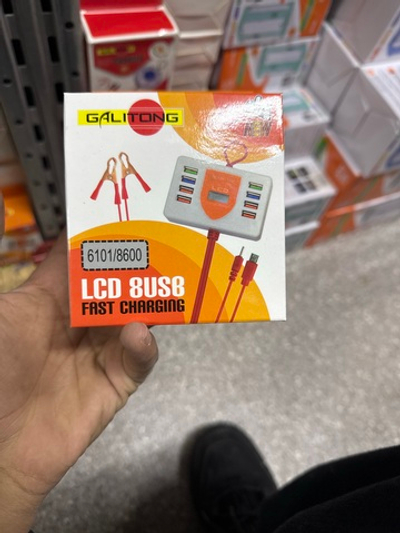 GALITONG
6101/8600
LCD 8USB
FAST CHARGING